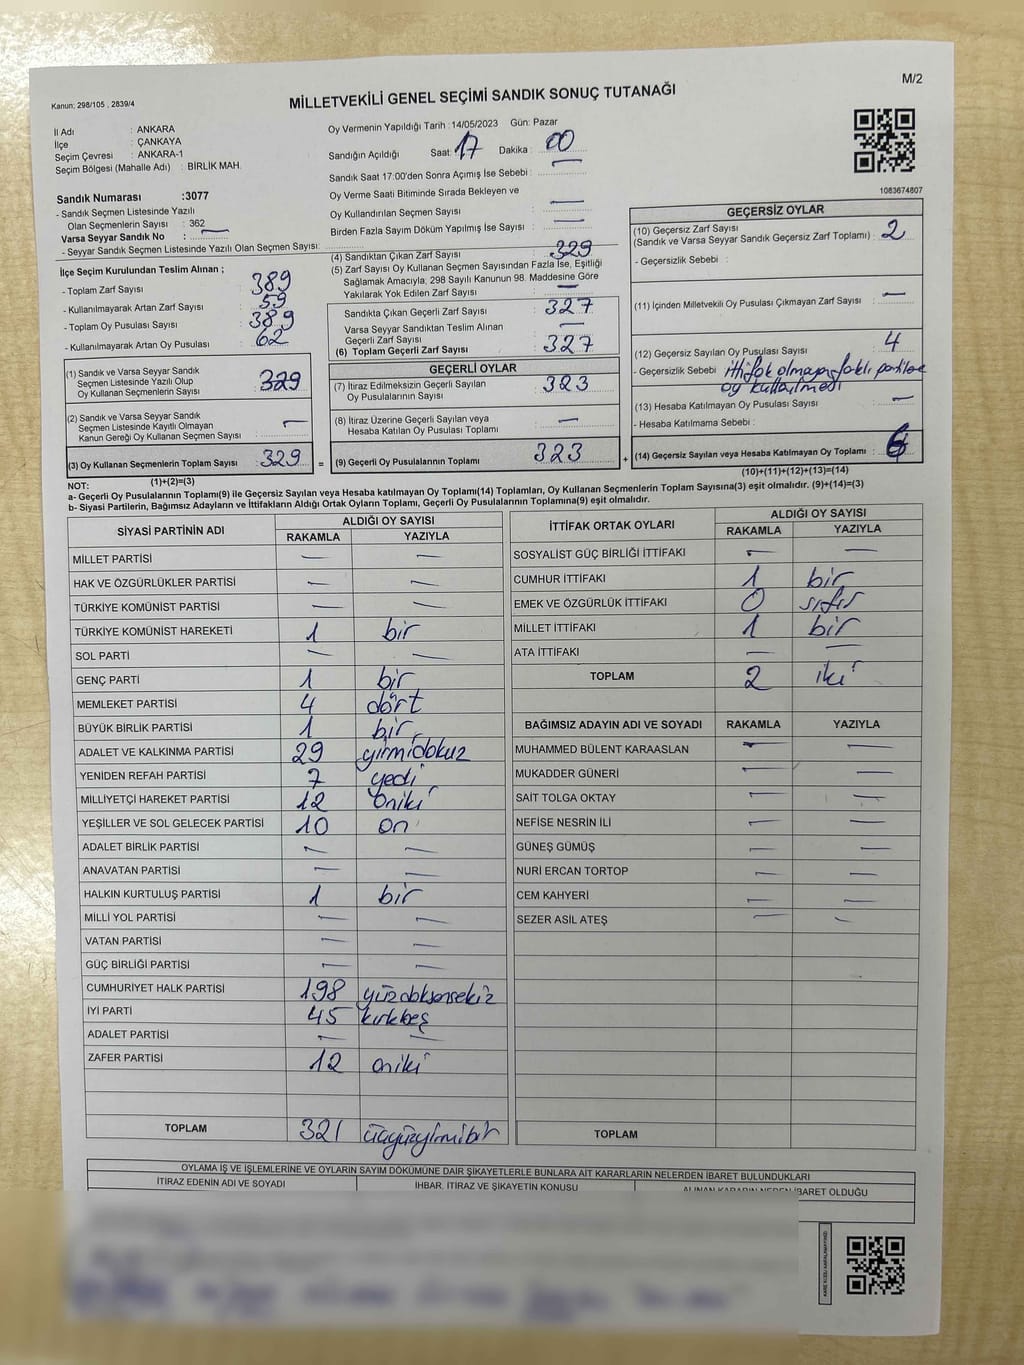 M/2
Kanun; 298/105 , 2839/4
MİLLETVEKİLİ GENEL SEÇİMİ SANDIK SONUÇ TUTANAĞI
İl Adı : ANKARA
İlçe : ÇANKAYA
Seçim Çevresi : ANKARA-1
Seçim Bölgesi (Mahalle Adı) : BİRLİK MAH.
Oy Vermenin Yapıldığı Tarih :14/05/2023 Gün: Pazar
Sandığın Açıldığı Saat: 17 Dakika : 00
Sandık Saat 17:00'den Sonra Açımış İse Sebebi : —
Oy Verme Saati Bitiminde Sırada Bekleyen ve
Oy Kullandırılan Seçmen Sayısı : —
Birden Fazla Sayım Döküm Yapılmış İse Sayısı : —
1083674807
Sandık Numarası :3077
- Sandık Seçmen Listesinde Yazılı
Olan Seçmenlerin Sayısı : 362
Varsa Seyyar Sandık No : —
- Seyyar Sandık Seçmen Listesinde Yazılı Olan Seçmen Sayısı:
İlçe Seçim Kurulundan Teslim Alınan ;
- Toplam Zarf Sayısı : 389
- Kullanılmayarak Artan Zarf Sayısı : 59
- Toplam Oy Pusulası Sayısı : 389
- Kullanılmayarak Artan Oy Pusulası : 62
(1) Sandık ve Varsa Seyyar Sandık
Seçmen Listesinde Yazılı Olup
Oy Kullanan Seçmenlerin Sayısı : 329
(2) Sandık ve Varsa Seyyar Sandık
Seçmen Listesinde Kayıtlı Olmayan
Kanun Gereği Oy Kullanan Seçmen Sayısı : —
(3) Oy Kullanan Seçmenlerin Toplam Sayısı : 329
(1)+(2)=(3)
(4) Sandıktan Çıkan Zarf Sayısı : 329
(5) Zarf Sayısı Oy Kullanan Seçmen Sayısından Fazla İse, Eşitliği
Sağlamak Amacıyla, 298 Sayılı Kanunun 98. Maddesine Göre
Yakılarak Yok Edilen Zarf Sayısı : —
Sandıkta Çıkan Geçerli Zarf Sayısı : 327
Varsa Seyyar Sandıktan Teslim Alınan
Geçerli Zarf Sayısı : —
(6) Toplam Geçerli Zarf Sayısı : 327
GEÇERLİ OYLAR
(7) İtiraz Edilmeksizin Geçerli Sayılan
Oy Pusulalarının Sayısı : 323
(8) İtiraz Üzerine Geçerli Sayılan veya
Hesaba Katılan Oy Pusulası Toplamı : —
= (9) Geçerli Oy Pusulalarının Toplamı : 323 +
GEÇERSİZ OYLAR
(10) Geçersiz Zarf Sayısı
(Sandık ve Varsa Seyyar Sandık Geçersiz Zarf Toplamı) : 2
- Geçersizlik Sebebi :
(11) İçinden Milletvekili Oy Pusulası Çıkmayan Zarf Sayısı : —
(12) Geçersiz Sayılan Oy Pusulası Sayısı : 4
- Geçersizlik Sebebi : ittifak olmayan farklı partilere
oy kullanılmadı
(13) Hesaba Katılmayan Oy Pusulası Sayısı : —
- Hesaba Katılmama Sebebi :
(14) Geçersiz Sayılan veya Hesaba Katılmayan Oy Toplamı : 6
(10)+(11)+(12)+(13)=(14)
NOT:
a- Geçerli Oy Pusulalarının Toplamı(9) ile Geçersiz Sayılan veya Hesaba katılmayan Oy Toplamı(14) Toplamları, Oy Kullanan Seçmenlerin Toplam Sayısına(3) eşit olmalıdır. (9)+(14)=(3)
b- Siyasi Partilerin, Bağımsız Adayların ve İttifakların Aldığı Ortak Oyların Toplamı, Geçerli Oy Pusulalarının Toplamına(9) eşit olmalıdır.
SİYASİ PARTİNİN ADI ALDIĞI OY SAYISI
RAKAMLA YAZIYLA
MİLLET PARTİSİ — —
HAK VE ÖZGÜRLÜKLER PARTİSİ — —
TÜRKİYE KOMÜNİST PARTİSİ — —
TÜRKİYE KOMÜNİST HAREKETİ 1 bir
SOL PARTİ — —
GENÇ PARTİ 1 bir
MEMLEKET PARTİSİ 4 dört
BÜYÜK BİRLİK PARTİSİ 1 bir
ADALET VE KALKINMA PARTİSİ 29 yirmidokuz
YENİDEN REFAH PARTİSİ 7 yedi
MİLLİYETÇİ HAREKET PARTİSİ 12 oniki
YEŞİLLER VE SOL GELECEK PARTİSİ 10 on
ADALET BİRLİK PARTİSİ — —
ANAVATAN PARTİSİ — —
HALKIN KURTULUŞ PARTİSİ 1 bir
MİLLİ YOL PARTİSİ — —
VATAN PARTİSİ — —
GÜÇ BİRLİĞİ PARTİSİ — —
CUMHURİYET HALK PARTİSİ 198 yüzdoksansekiz
İYİ PARTİ 45 kırkbeş
ADALET PARTİSİ — —
ZAFER PARTİSİ 12 oniki
TOPLAM 321 üçyüzyirmibir
İTTİFAK ORTAK OYLARI ALDIĞI OY SAYISI
RAKAMLA YAZIYLA
SOSYALİST GÜÇ BİRLİĞİ İTTİFAKI — —
CUMHUR İTTİFAKI 1 bir
EMEK VE ÖZGÜRLÜK İTTİFAKI 0 sıfır
MİLLET İTTİFAKI 1 bir
ATA İTTİFAKI — —
TOPLAM 2 iki
BAĞIMSIZ ADAYIN ADI VE SOYADI RAKAMLA YAZIYLA
MUHAMMED BÜLENT KARAASLAN — —
MUKADDER GÜNERİ — —
SAİT TOLGA OKTAY — —
NEFİSE NESRİN İLİ — —
GÜNEŞ GÜMÜŞ — —
NURİ ERCAN TORTOP — —
CEM KAHYERİ — —
SEZER ASİL ATEŞ — —
TOPLAM
OYLAMA İŞ VE İŞLEMLERİNE VE OYLARIN SAYIM DÖKÜMÜNE DAİR ŞİKAYETLERLE BUNLARA AİT KARARLARIN NELERDEN İBARET BULUNDUKLARI
İTİRAZ EDENİN ADI VE SOYADI İHBAR, İTİRAZ VE ŞİKAYETİN KONUSU ALINAN KARARIN NEDEN İBARET OLDUĞU